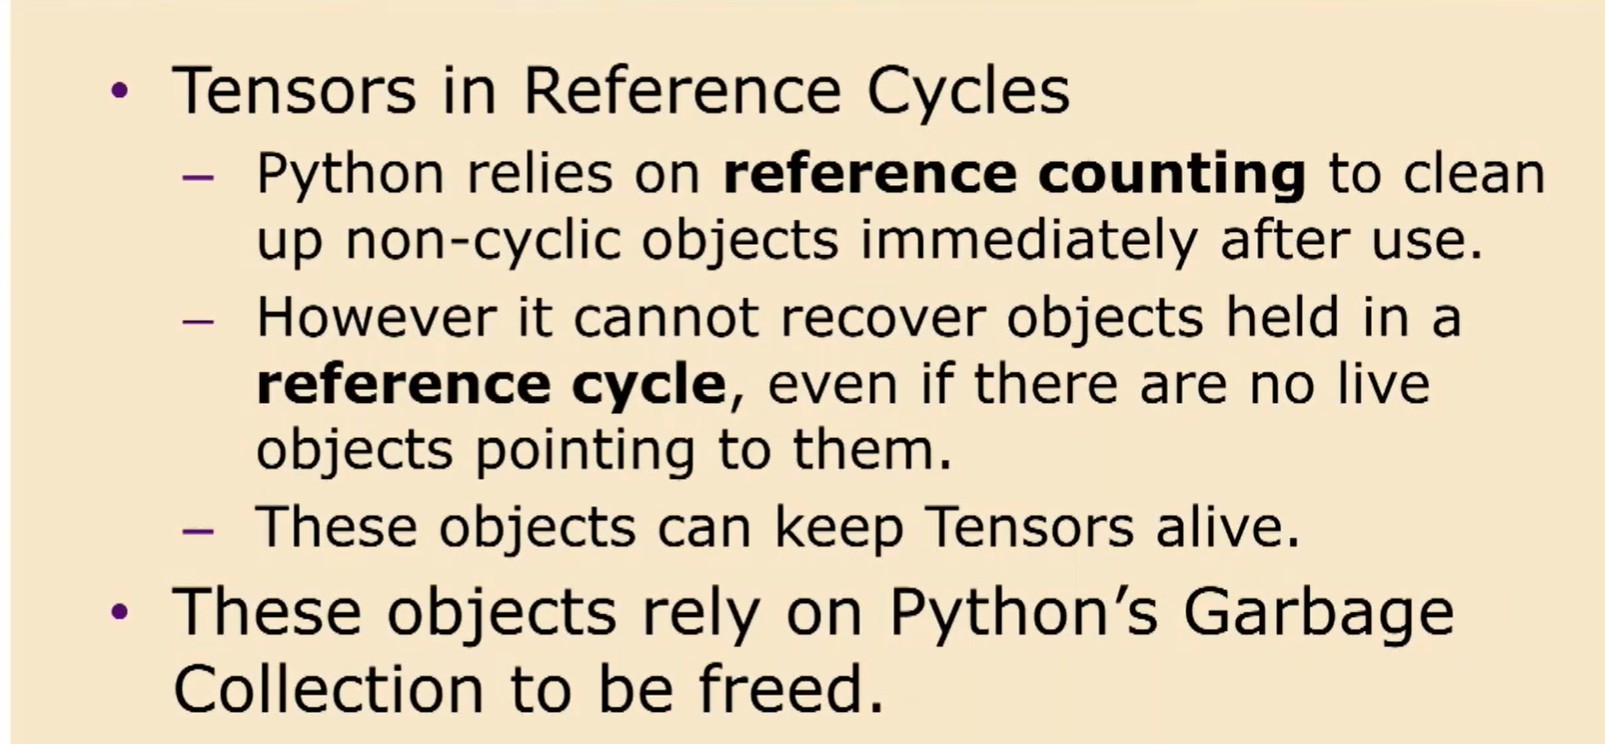 • Tensors in Reference Cycles
– Python relies on reference counting to clean
up non-cyclic objects immediately after use.
– However it cannot recover objects held in a
reference cycle, even if there are no live
objects pointing to them.
– These objects can keep Tensors alive.
• These objects rely on Python’s Garbage
Collection to be freed.